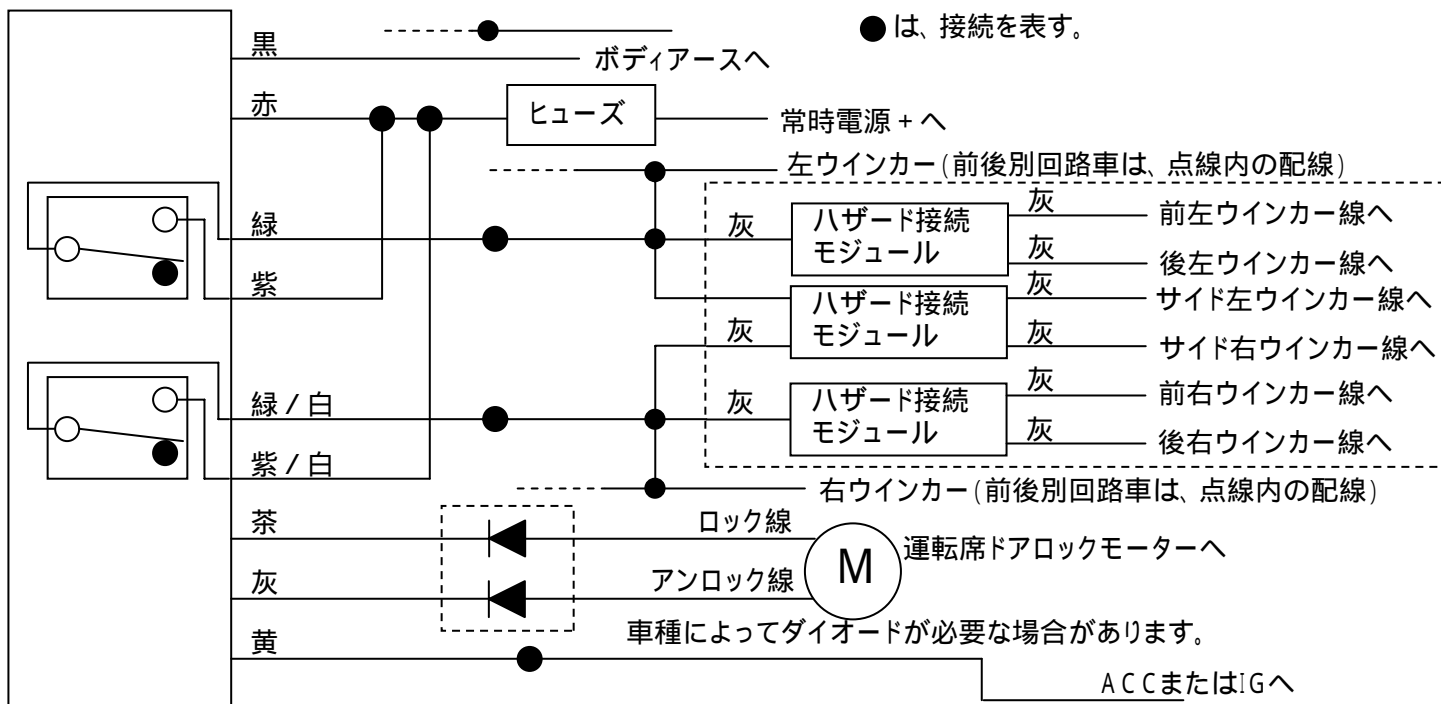 は、接続を表す。
黒
ボディアースへ
赤
ヒューズ
常時電源+へ
左ウインカー(前後別回路車は、点線内の配線)
緑
灰
ハザード接続
モジュール
灰
前左ウインカー線へ
灰
後左ウインカー線へ
紫
灰
ハザード接続
モジュール
灰
サイド左ウインカー線へ
灰
サイド右ウインカー線へ
緑/白
灰
ハザード接続
モジュール
灰
前右ウインカー線へ
灰
後右ウインカー線へ
紫/白
右ウインカー(前後別回路車は、点線内の配線)
茶
ロック線
M
運転席ドアロックモーターへ
灰
アンロック線
車種によってダイオードが必要な場合があります。
黄
ACCまたはIGへ